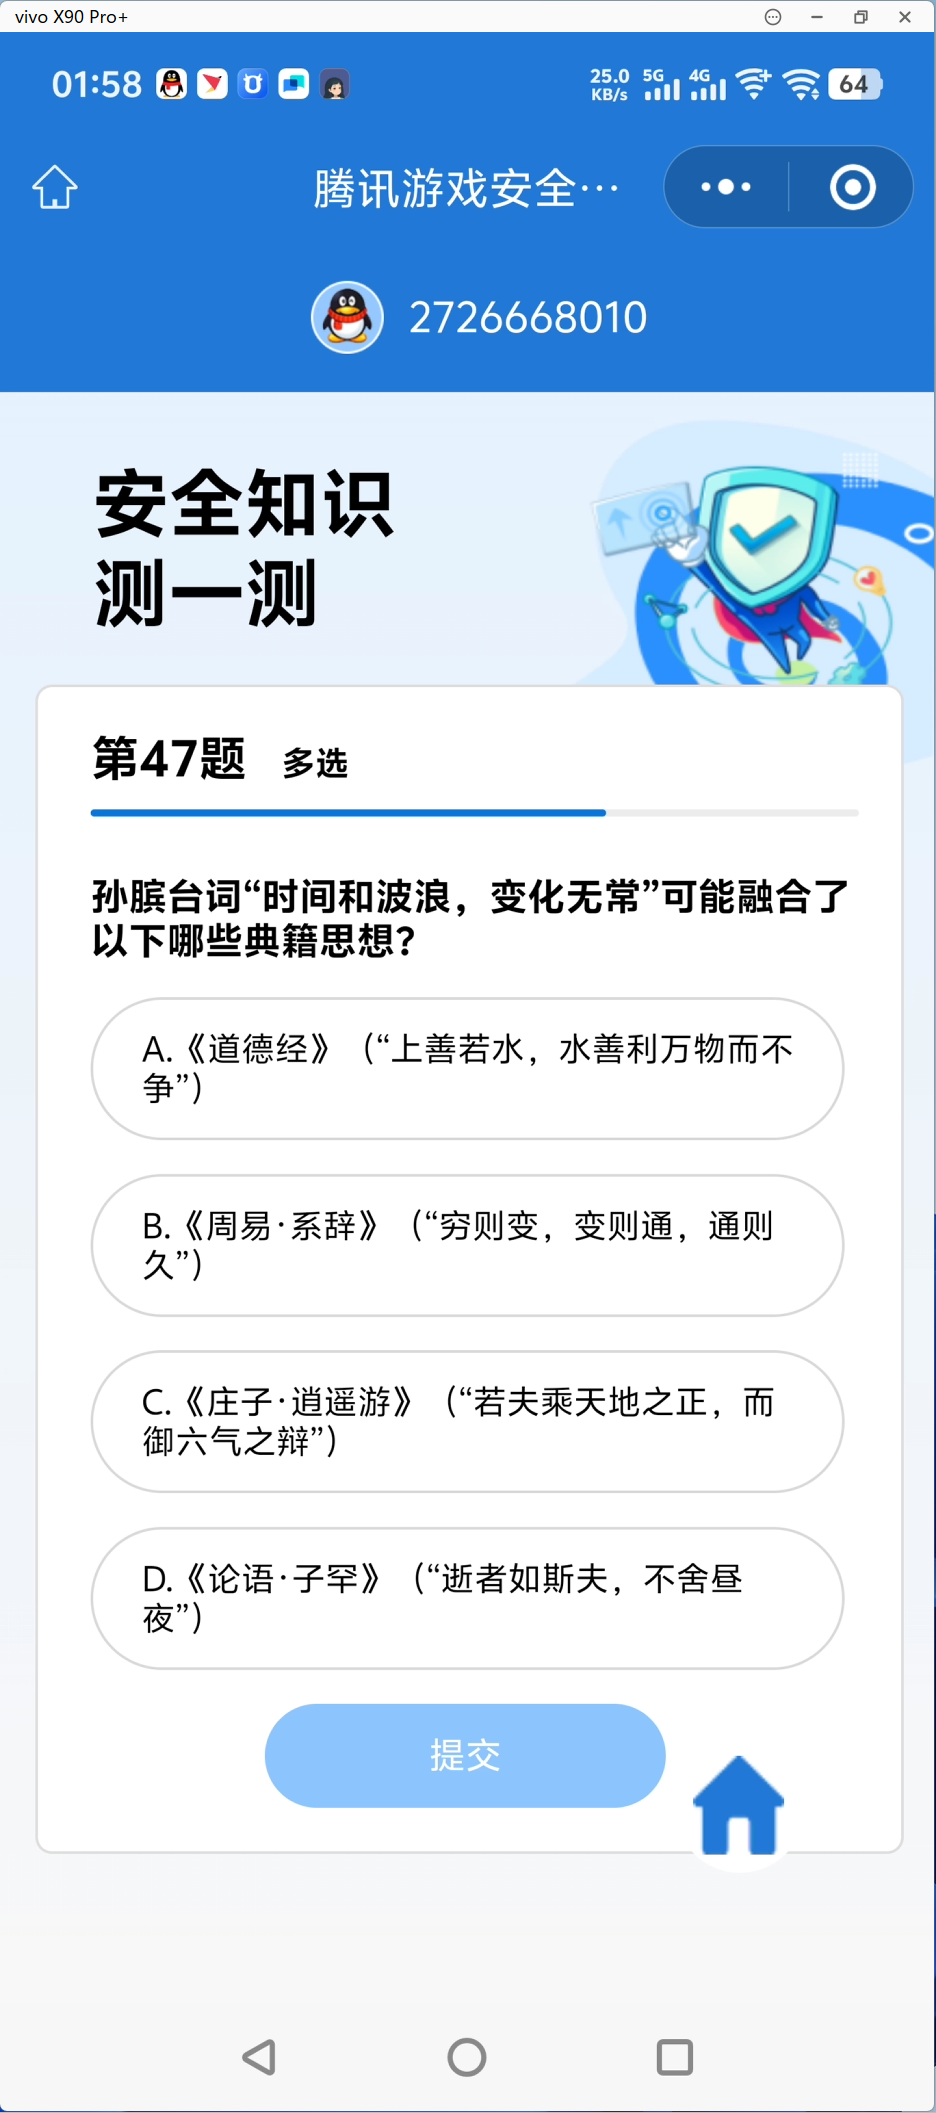 vivo X90 Pro+
01:58
25.0 KB/s 5G 4G 64
腾讯游戏安全…
2726668010
安全知识
测一测
第47题 多选
孙膑台词“时间和波浪，变化无常”可能融合了
以下哪些典籍思想？
A.《道德经》（“上善若水，水善利万物而不
争”）
B.《周易·系辞》（“穷则变，变则通，通则
久”）
C.《庄子·逍遥游》（“若夫乘天地之正，而
御六气之辩”）
D.《论语·子罕》（“逝者如斯夫，不舍昼
夜”）
提交